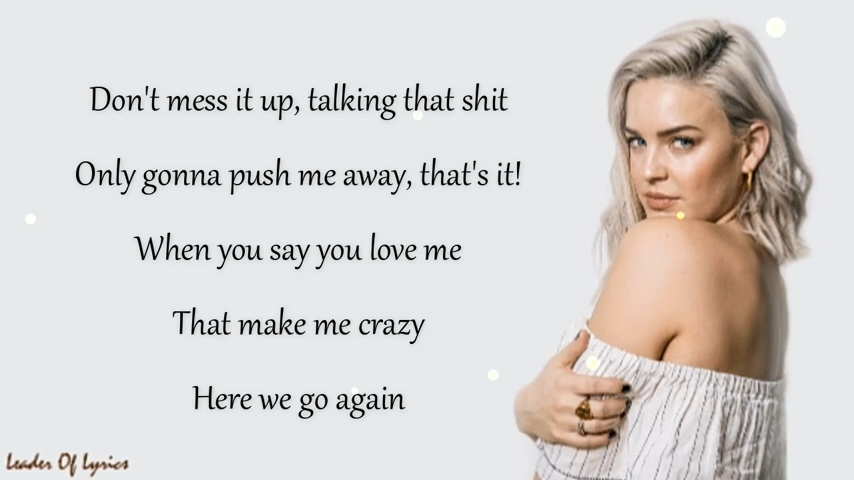 Don't mess it up, talking that shit
Only gonna push me away, that's it!
When you say you love me
That make me crazy
Here we go again
Leader Of Lyrics